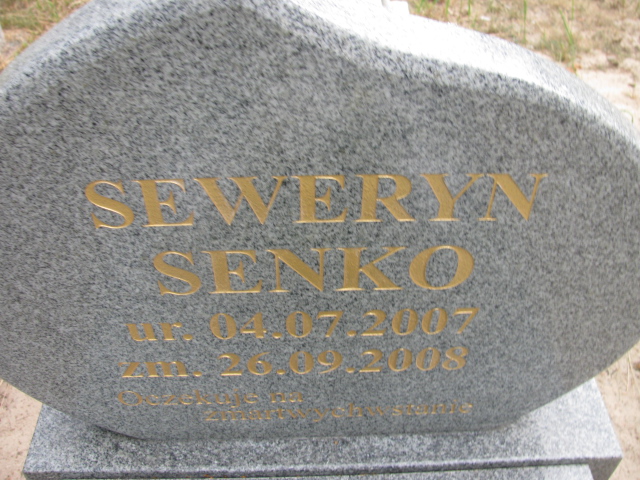 SEWERYN
SENKO
ur. 04.07.2007
zm. 26.09.2008
Oczekuje na
zmartwychwstanie